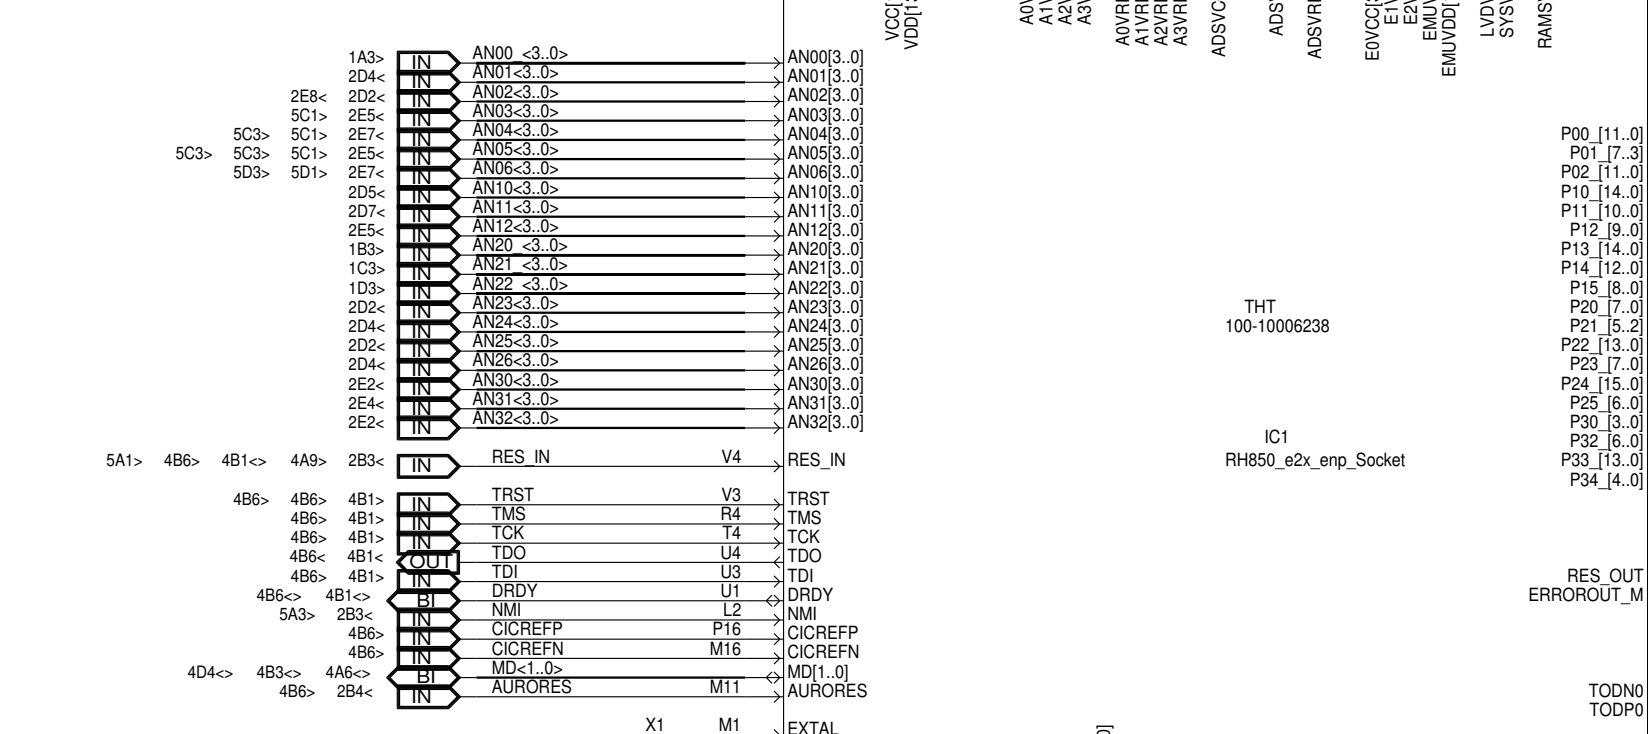 VCC[
VDD[1
A0V
A1V
A2V
A3V
A0VR
A1VR
A2VR
A3VR
ADSVC
ADS
ADSVR
E0VCC[
E1V
E2V
EMUV
EMUVDD[
LVDV
SYSV
RAMS
1A3> IN AN00_<3..0> AN00[3..0]
2D4< IN AN01<3..0> AN01[3..0]
2E8< 2D2< IN AN02<3..0> AN02[3..0]
5C1> 2E5< IN AN03<3..0> AN03[3..0]
5C3> 5C1> 2E7< IN AN04<3..0> AN04[3..0] P00_[11..0]
5C3> 5C3> 5C1> 2E5< IN AN05<3..0> AN05[3..0] P01_[7..3]
5D3> 5D1> 2E7< IN AN06<3..0> AN06[3..0] P02_[11..0]
2D5< IN AN10<3..0> AN10[3..0] P10_[14..0]
2D7< IN AN11<3..0> AN11[3..0] P11_[10..0]
2E5< IN AN12<3..0> AN12[3..0] P12_[9..0]
1B3> IN AN20_<3..0> AN20[3..0] P13_[14..0]
1C3> IN AN21_<3..0> AN21[3..0] P14_[12..0]
1D3> IN AN22_<3..0> AN22[3..0] P15_[8..0]
2D2< IN AN23<3..0> AN23[3..0] THT P20_[7..0]
2D4< IN AN24<3..0> AN24[3..0] 100-10006238 P21_[5..2]
2D2< IN AN25<3..0> AN25[3..0] P22_[13..0]
2D4< IN AN26<3..0> AN26[3..0] P23_[7..0]
2E2< IN AN30<3..0> AN30[3..0] P24_[15..0]
2E4< IN AN31<3..0> AN31[3..0] P25_[6..0]
2E2< IN AN32<3..0> AN32[3..0] P30_[3..0]
IC1 P32_[6..0]
5A1> 4B6> 4B1<> 4A9> 2B3< IN RES_IN V4 RES_IN RH850_e2x_enp_Socket P33_[13..0]
P34_[4..0]
4B6> 4B6> 4B1> IN TRST V3 TRST
4B6> 4B1> IN TMS R4 TMS
4B6> 4B1> IN TCK T4 TCK
4B6< 4B1< OUT TDO U4 TDO
4B6> 4B1> IN TDI U3 TDI RES_OUT
4B6<> 4B1<> BI DRDY U1 DRDY ERROROUT_M
5A3> 2B3< IN NMI L2 NMI
4B6> IN CICREFP P16 CICREFP
4B6> IN CICREFN M16 CICREFN
4D4<> 4B3<> 4A6<> BI MD<1..0> MD[1..0]
4B6> 2B4< IN AURORES M11 AURORES TODN0
TODP0
X1 M1 EXTAL